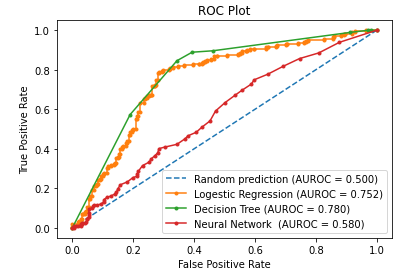 ROC Plot
True Positive Rate
1.0
0.8
0.6
0.4
0.2
0.0
Random prediction (AUROC = 0.500)
Logestic Regression (AUROC = 0.752)
Decision Tree (AUROC = 0.780)
Neural Network  (AUROC = 0.580)
0.0 0.2 0.4 0.6 0.8 1.0
False Positive Rate